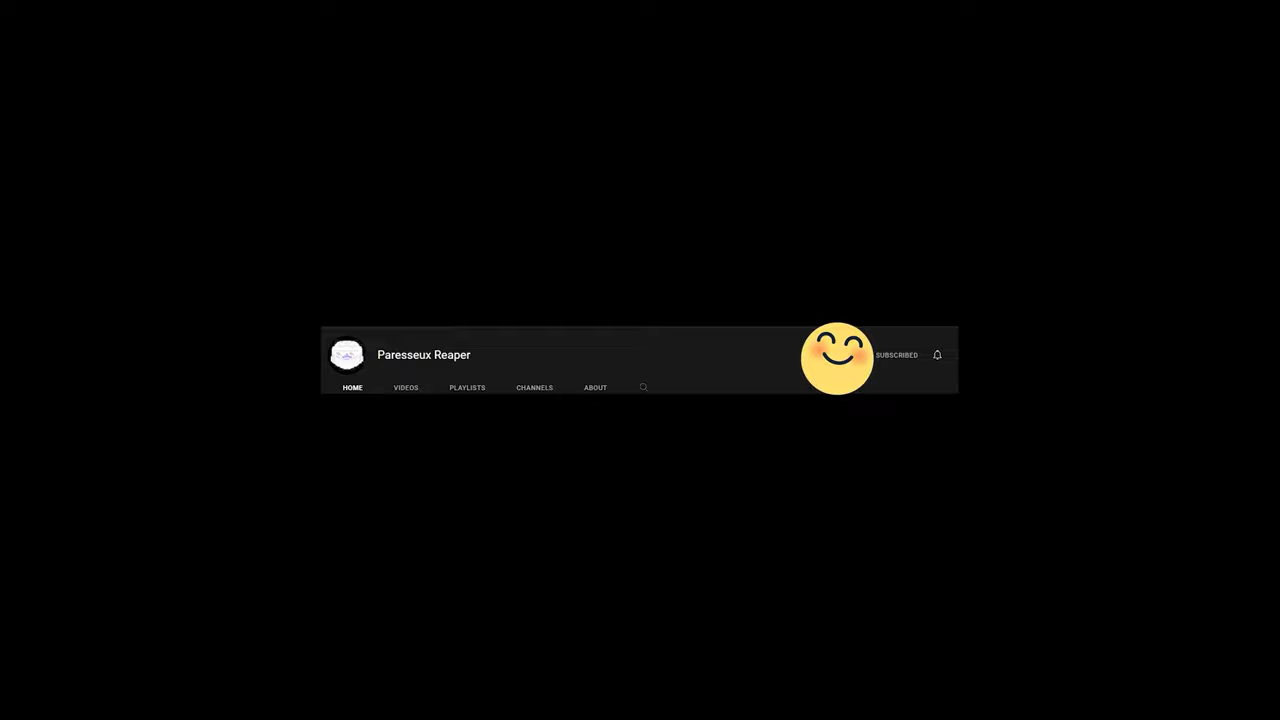 Paresseux Reaper
SUBSCRIBED
HOME VIDEOS PLAYLISTS CHANNELS ABOUT